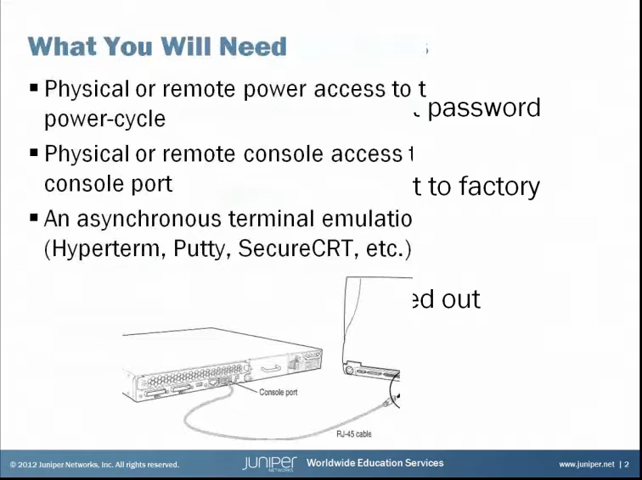 What You Will Need
▪ Physical or remote power access to t
power-cycle
password
▪ Physical or remote console access t
console port
t to factory
▪ An asynchronous terminal emulatio
(Hyperterm, Putty, SecureCRT, etc.)
ed out
Console port
RJ-45 cable
© 2012 Juniper Networks, Inc. All rights reserved.
JUNIPER NETWORKS
Worldwide Education Services
www.juniper.net | 2